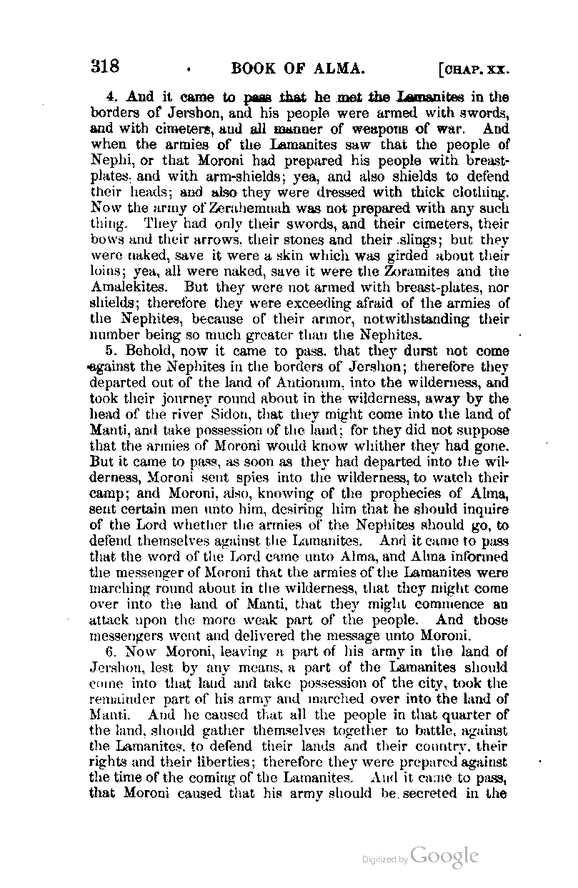 318 BOOK OF ALMA. [CHAP. XX.
4. And it came to pass that he met the Lamanites in the
borders of Jershon, and his people were armed with swords,
and with cimeters, and all manner of weapons of war. And
when the armies of the Lamanites saw that the people of
Nephi, or that Moroni had prepared his people with breast-
plates, and with arm-shields; yea, and also shields to defend
their heads; and also they were dressed with thick clothing.
Now the army of Zerahemnah was not prepared with any such
thing. They had only their swords, and their cimeters, their
bows and their arrows, their stones and their slings; but they
were naked, save it were a skin which was girded about their
loins; yea, all were naked, save it were the Zoramites and the
Amalekites. But they were not armed with breast-plates, nor
shields; therefore they were exceeding afraid of the armies of
the Nephites, because of their armor, notwithstanding their
number being so much greater than the Nephites.
5. Behold, now it came to pass, that they durst not come
against the Nephites in the borders of Jershon; therefore they
departed out of the land of Antionum, into the wilderness, and
took their journey round about in the wilderness, away by the
head of the river Sidon, that they might come into the land of
Manti, and take possession of the land; for they did not suppose
that the armies of Moroni would know whither they had gone.
But it came to pass, as soon as they had departed into the wil-
derness, Moroni sent spies into the wilderness, to watch their
camp; and Moroni, also, knowing of the prophecies of Alma,
sent certain men unto him, desiring him that he should inquire
of the Lord whether the armies of the Nephites should go, to
defend themselves against the Lamanites. And it came to pass
that the word of the Lord came unto Alma, and Alma informed
the messenger of Moroni that the armies of the Lamanites were
marching round about in the wilderness, that they might come
over into the land of Manti, that they might commence an
attack upon the more weak part of the people. And those
messengers went and delivered the message unto Moroni.
6. Now Moroni, leaving a part of his army in the land of
Jershon, lest by any means, a part of the Lamanites should
come into that land and take possession of the city, took the
remainder part of his army and marched over into the land of
Manti. And he caused that all the people in that quarter of
the land, should gather themselves together to battle, against
the Lamanites, to defend their lands and their country, their
rights and their liberties; therefore they were prepared against
the time of the coming of the Lamanites. And it came to pass,
that Moroni caused that his army should be secreted in the
Digitized by Google